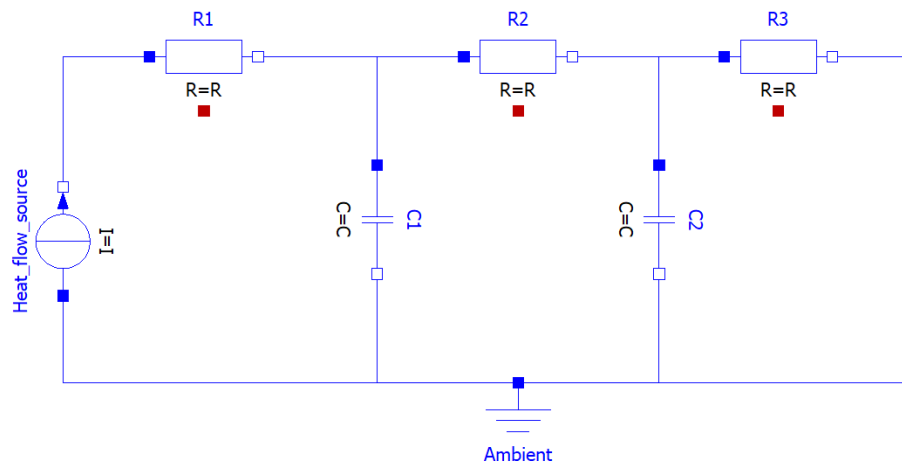 R1
R2
R3
R=R
R=R
R=R
Heat_flow_source
I=I
C=C
C1
C=C
C2
Ambient